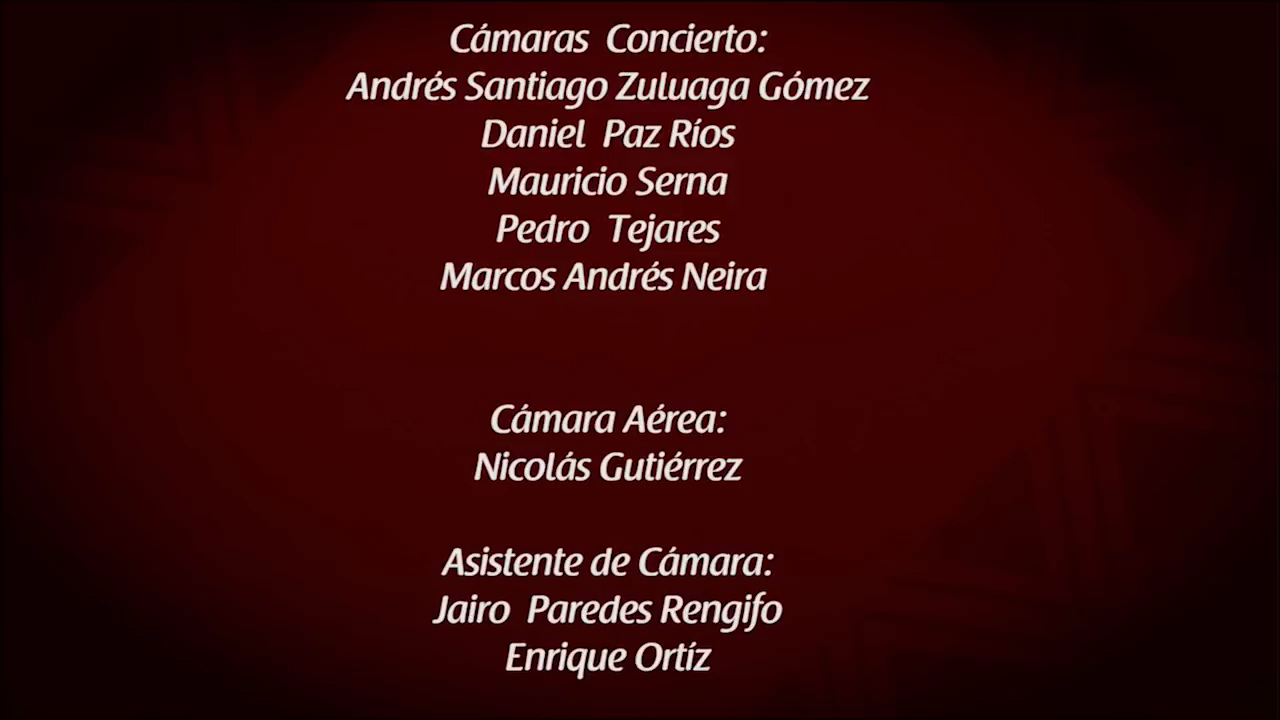 Cámaras Concierto:
Andrés Santiago Zuluaga Gómez
Daniel Paz Ríos
Mauricio Serna
Pedro Tejares
Marcos Andrés Neira
Cámara Aérea:
Nicolás Gutiérrez
Asistente de Cámara:
Jairo Paredes Rengifo
Enrique Ortíz